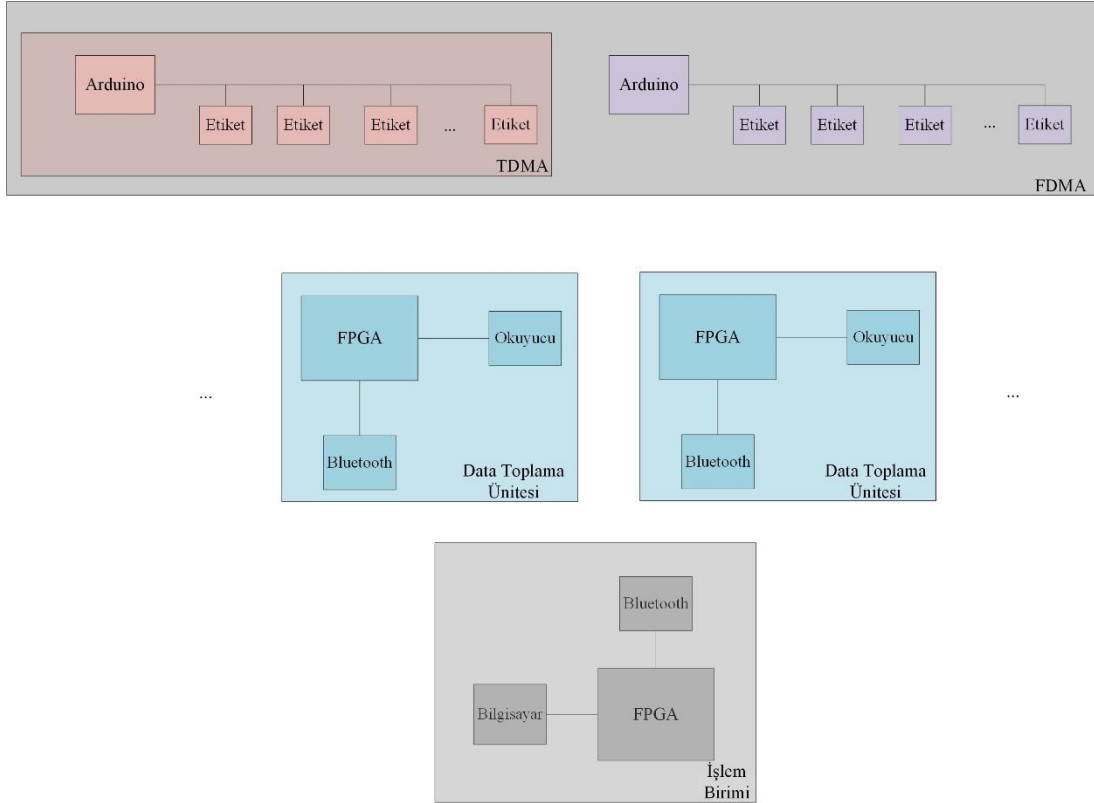 Arduino
Etiket Etiket Etiket ... Etiket
TDMA
Arduino
Etiket Etiket Etiket ... Etiket
FDMA
...
FPGA
Okuyucu
Bluetooth
Data Toplama
Ünitesi
FPGA
Okuyucu
Bluetooth
Data Toplama
Ünitesi
...
Bluetooth
Bilgisayar
FPGA
İşlem
Birimi